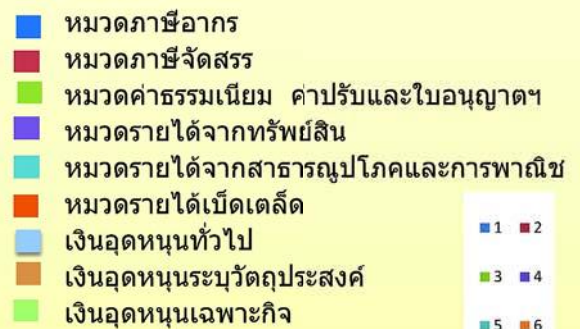 หมวดภาษีอากร
หมวดภาษีจัดสรร
หมวดค่าธรรมเนียม ค่าปรับและใบอนุญาตฯ
หมวดรายได้จากทรัพย์สิน
หมวดรายได้จากสาธารณูปโภคและการพาณิช
หมวดรายได้เบ็ดเตล็ด
เงินอุดหนุนทั่วไป
เงินอุดหนุนระบุวัตถุประสงค์
เงินอุดหนุนเฉพาะกิจ
1 2
3 4
5 6